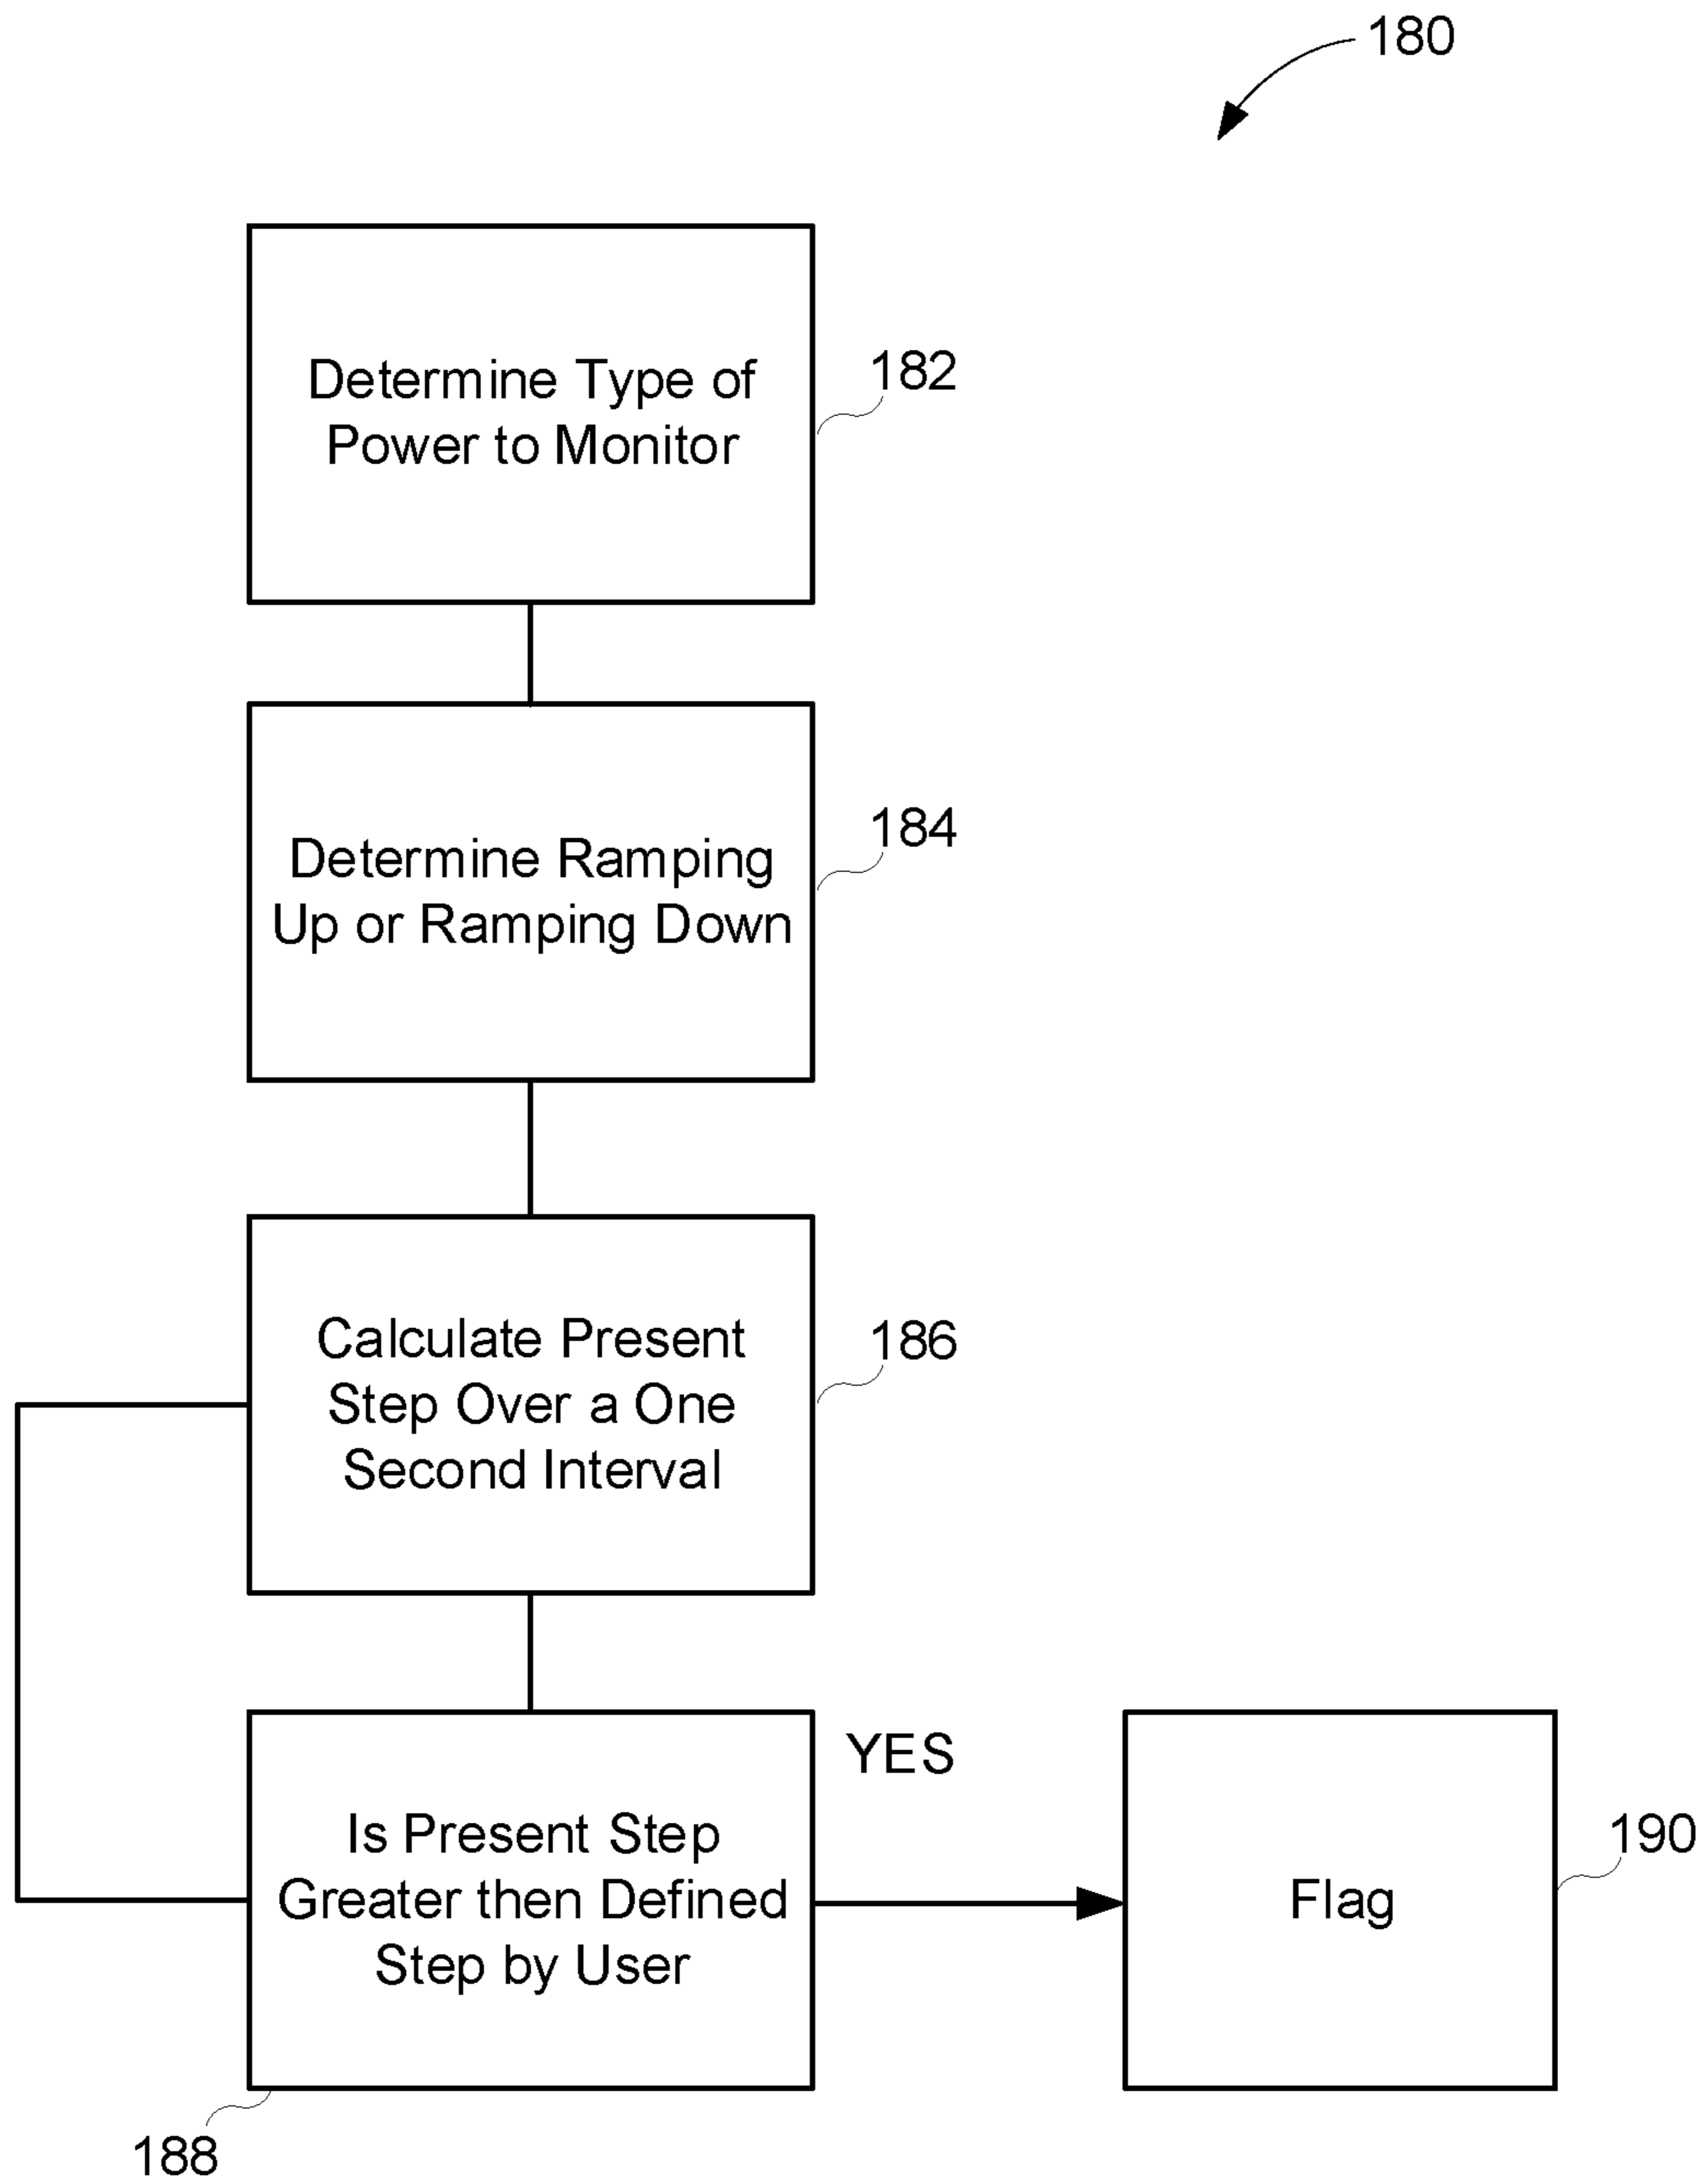 180
Determine Type of
Power to Monitor
182
Determine Ramping
Up or Ramping Down
184
Calculate Present
Step Over a One
Second Interval
186
Is Present Step
Greater then Defined
Step by User
188
YES
Flag
190